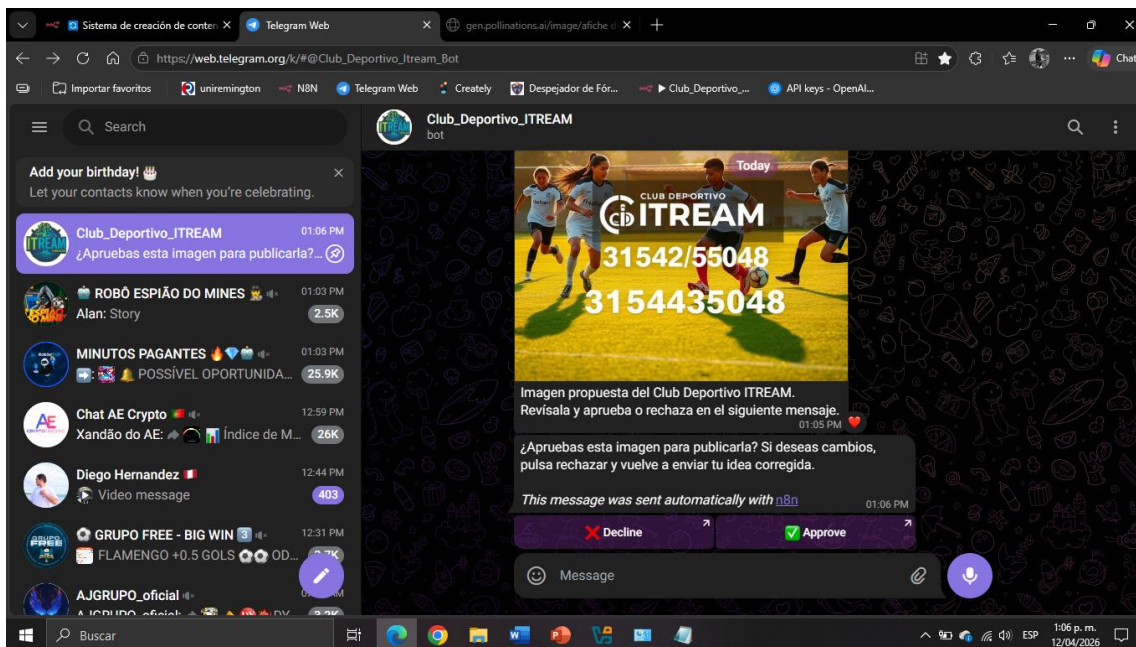 Sistema de creación de conten
Telegram Web
gen.pollinations.ai/image/afiche d
https://web.telegram.org/k/#@Club_Deportivo_Itream_Bot
Chat
Importar favoritos
uniremington
N8N
Telegram Web
Creately
Despejador de Fór...
Club_Deportivo_...
API keys - OpenAI...
Search
Add your birthday!
Let your contacts know when you're celebrating.
Club_Deportivo_ITREAM
01:06 PM
¿Apruebas esta imagen para publicarla?...
ROBÔ ESPIÃO DO MINES
01:03 PM
Alan: Story
2.5K
MINUTOS PAGANTES
01:03 PM
POSSÍVEL OPORTUNIDA...
25.9K
Chat AE Crypto
12:59 PM
Xandão do AE: Índice de M...
26K
Diego Hernandez
12:44 PM
Video message
403
GRUPO FREE - BIG WIN 3
12:31 PM
FLAMENGO +0.5 GOLS OD...
AJGRUPO_oficial
Club_Deportivo_ITREAM
bot
Today
CLUB DEPORTIVO
ITREAM
31542/55048
3154435048
Imagen propuesta del Club Deportivo ITREAM.
Revísala y aprueba o rechaza en el siguiente mensaje.
01:05 PM
¿Apruebas esta imagen para publicarla? Si deseas cambios,
pulsa rechazar y vuelve a enviar tu idea corregida.
This message was sent automatically with n8n
01:06 PM
Decline
Approve
Message
Buscar
ESP
1:06 p. m.
12/04/2026